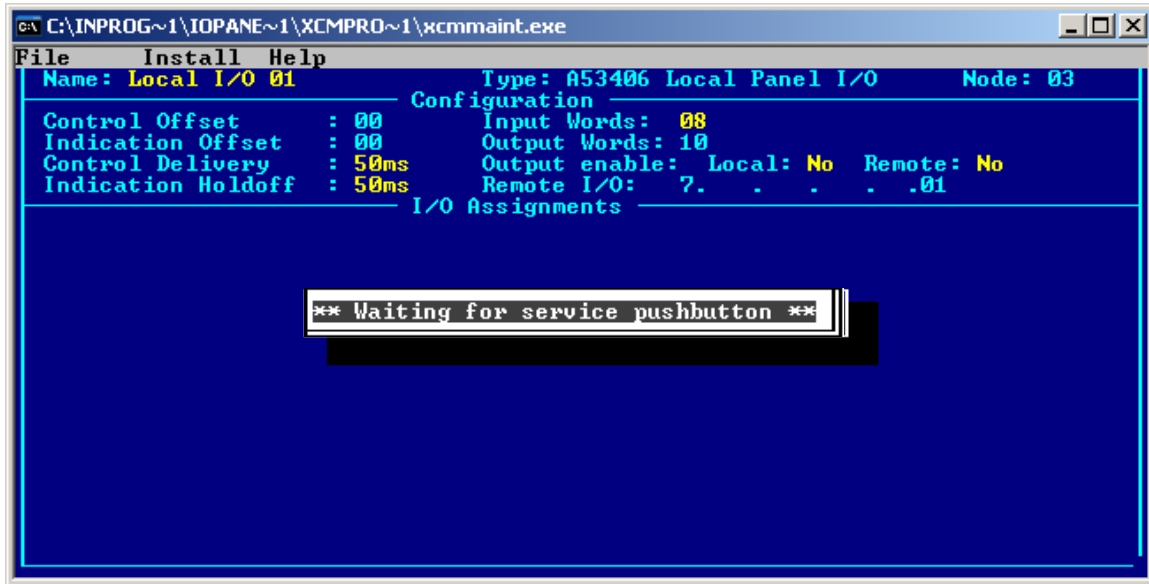 C:\INPROG~1\IOPANE~1\XCMPRO~1\xcmmaint.exe
File Install Help
Name: Local I/O 01 Type: A53406 Local Panel I/O Node: 03
Configuration
Control Offset : 00 Input Words: 08
Indication Offset : 00 Output Words: 10
Control Delivery : 50ms Output enable: Local: No Remote: No
Indication Holdoff : 50ms Remote I/O: 7. . . . .01
I/O Assignments
** Waiting for service pushbutton **